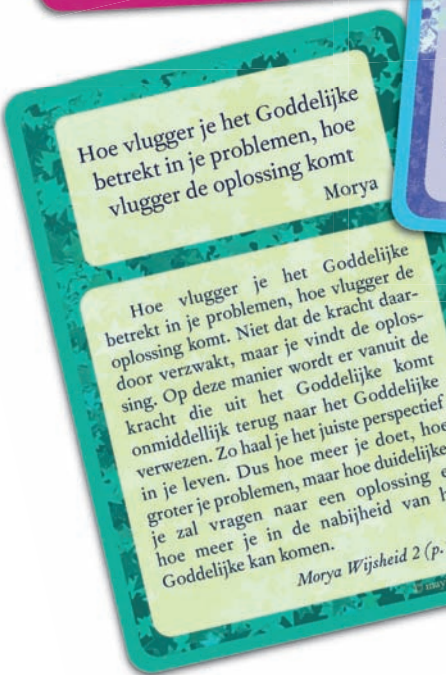 Hoe vlugger je het Goddelijke
betrekt in je problemen, hoe
vlugger de oplossing komt
Morya
Hoe vlugger je het Goddelijke
betrekt in je problemen, hoe vlugger de
oplossing komt. Niet dat de kracht daar-
door verzwakt, maar je vindt de oplos-
sing. Op deze manier wordt er vanuit de
kracht die uit het Goddelijke komt
onmiddellijk terug naar het Goddelijke
verwezen. Zo haal je het juiste perspectief
in je leven. Dus hoe meer je doet, hoe
groter je problemen, maar hoe duidelijke
je zal vragen naar een oplossing e
hoe meer je in de nabijheid van h
Goddelijke kan komen.
Morya Wijsheid 2 (p.